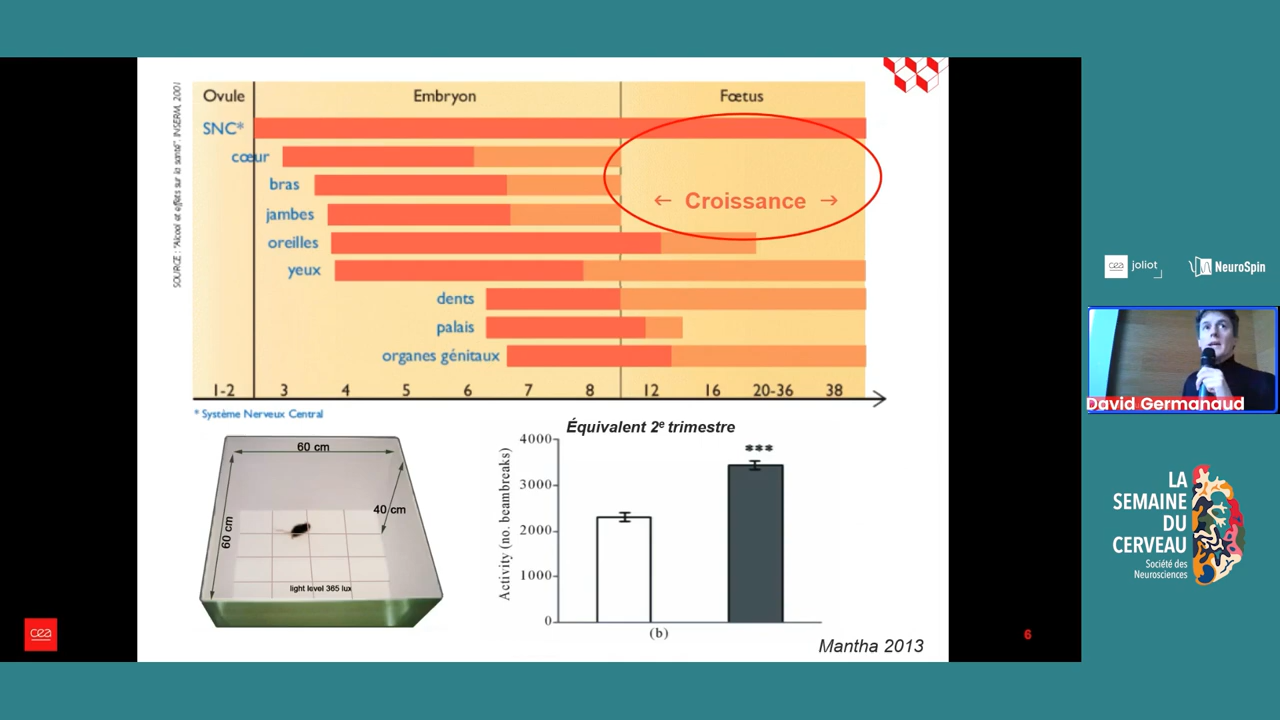 SOURCE : "Alcool et effets sur la santé". INSERM, 2001
Ovule Embryon Fœtus
SNC*
cœur
bras
jambes
← Croissance →
oreilles
yeux
dents
palais
organes génitaux
1-2 3 4 5 6 7 8 12 16 20-36 38
* Système Nerveux Central
60 cm
60 cm
40 cm
light level 365 lux
Équivalent 2e trimestre
Activity (no. beambreaks)
4000
3000
2000
1000
0
***
(b)
Mantha 2013
cea
6
cea joliot
NeuroSpin
David Germanaud
LA
SEMAINE
DU
CERVEAU
Société des
Neurosciences